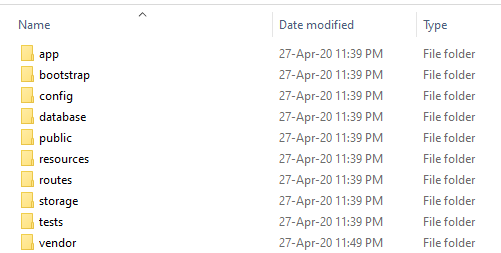 Name Date modified Type
app 27-Apr-20 11:39 PM File folder
bootstrap 27-Apr-20 11:39 PM File folder
config 27-Apr-20 11:39 PM File folder
database 27-Apr-20 11:39 PM File folder
public 27-Apr-20 11:39 PM File folder
resources 27-Apr-20 11:39 PM File folder
routes 27-Apr-20 11:39 PM File folder
storage 27-Apr-20 11:39 PM File folder
tests 27-Apr-20 11:39 PM File folder
vendor 27-Apr-20 11:49 PM File folder